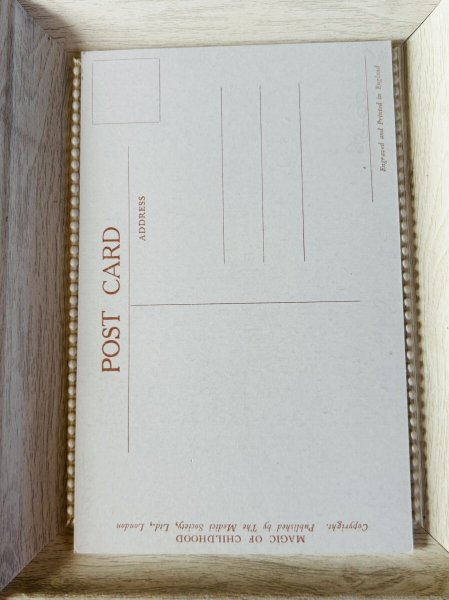 POST CARD
ADDRESS
Engraved and Printed in England
MAGIC OF CHILDHOOD
Copyright. Published by The Medici Society, Ltd., London